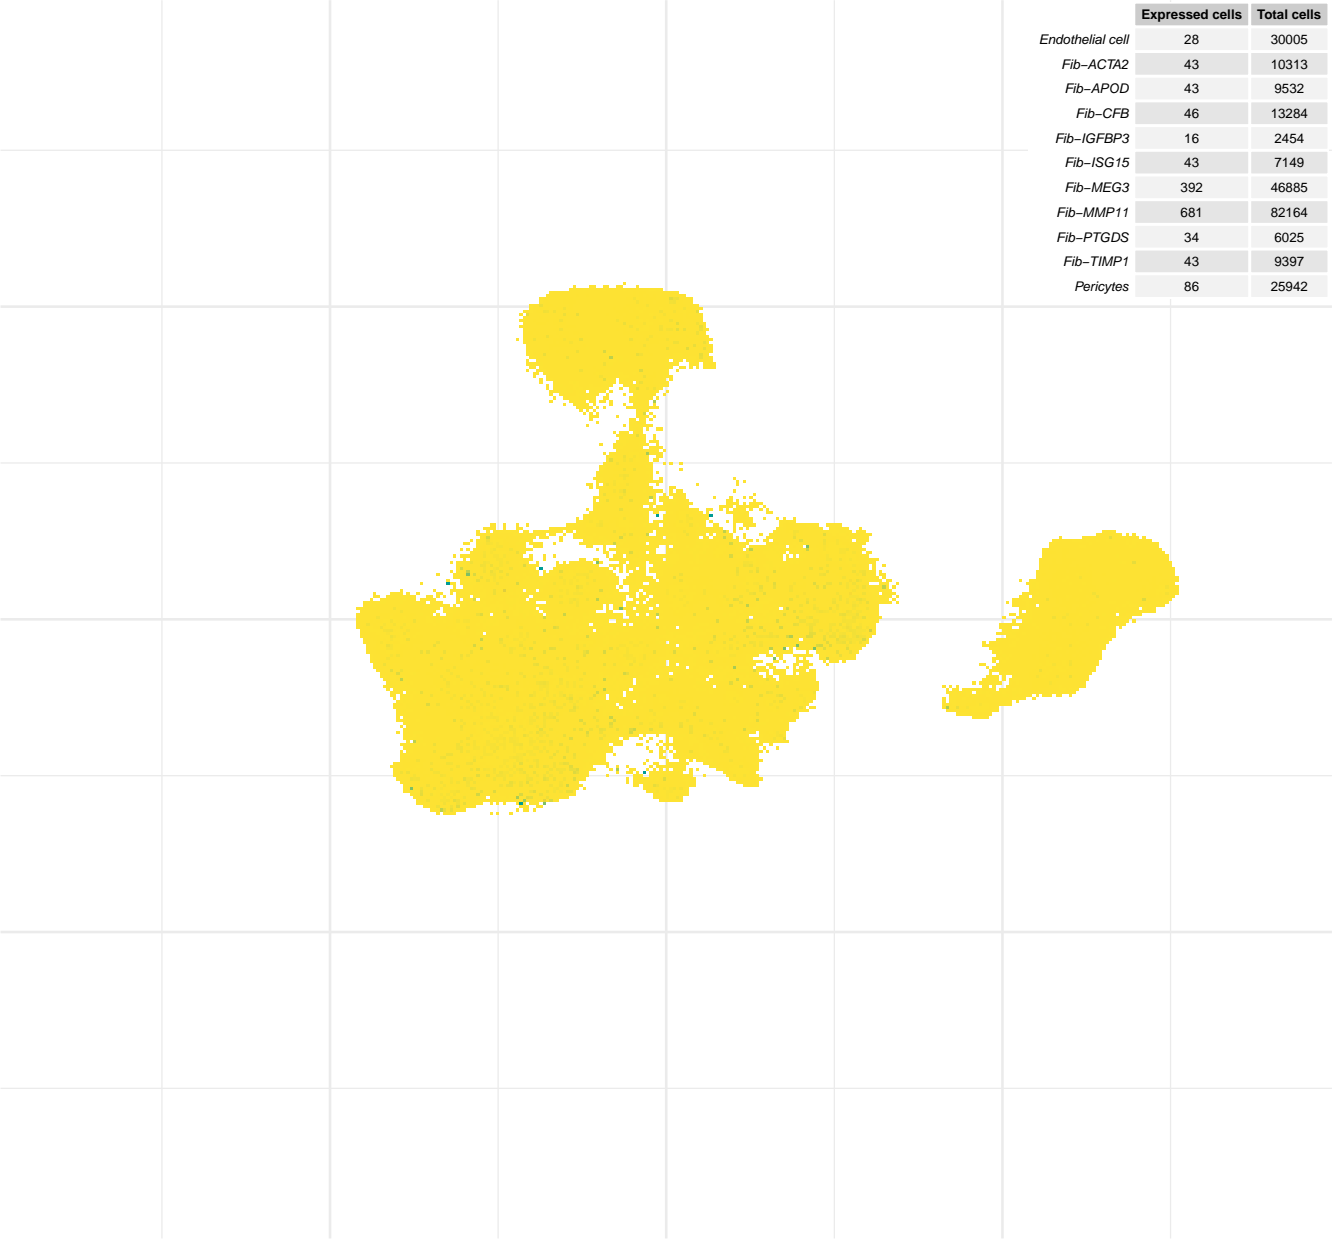 Expressed cells Total cells
Endothelial cell 28 30005
Fib−ACTA2 43 10313
Fib−APOD 43 9532
Fib−CFB 46 13284
Fib−IGFBP3 16 2454
Fib−ISG15 43 7149
Fib−MEG3 392 46885
Fib−MMP11 681 82164
Fib−PTGDS 34 6025
Fib−TIMP1 43 9397
Pericytes 86 25942